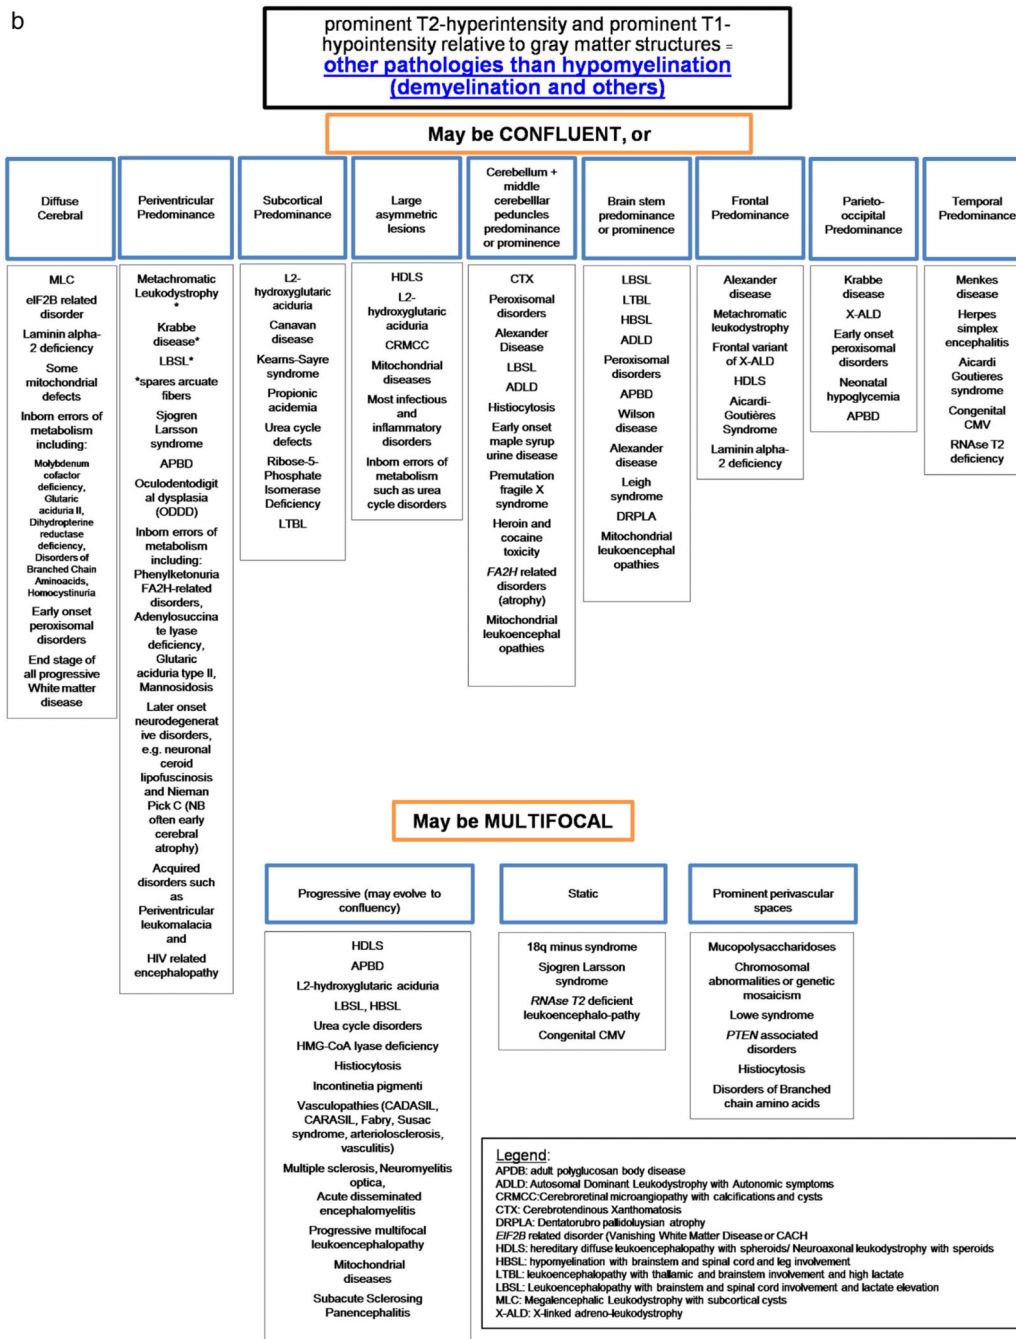 b
prominent T2-hyperintensity and prominent T1-
hypointensity relative to gray matter structures =
other pathologies than hypomyelination
(demyelination and others)
May be CONFLUENT, or
Diffuse
Cerebral
MLC
eIF2B related
disorder
Laminin alpha-
2 deficiency
Some
mitochondrial
defects
Inborn errors of
metabolism
including:
Molybdenum
cofactor
deficiency,
Glutaric
aciduria II,
Dihydropterine
reductase
deficiency,
Disorders of
Branched Chain
Aminoacids,
Homocystinuria
Early onset
peroxisomal
disorders
End stage of
all progressive
White matter
disease
Periventricular
Predominance
Metachromatic
Leukodystrophy
*
Krabbe
disease*
LBSL*
*spares arcuate
fibers
Sjogren
Larsson
syndrome
APBD
Oculodentodigit
al dysplasia
(ODDD)
Inborn errors of
metabolism
including:
Phenylketonuria
FA2H-related
disorders,
Adenylosuccina
te lyase
deficiency,
Glutaric
aciduria type II,
Mannosidosis
Later onset
neurodegenerat
ive disorders,
e.g. neuronal
ceroid
lipofuscinosis
and Nieman
Pick C (NB
often early
cerebral
atrophy)
Acquired
disorders such
as
Periventricular
leukomalacia
and
HIV related
encephalopathy
Subcortical
Predominance
L2-
hydroxyglutaric
aciduria
Canavan
disease
Kearns-Sayre
syndrome
Propionic
acidemia
Urea cycle
defects
Ribose-5-
Phosphate
Isomerase
Deficiency
LTBL
Large
asymmetric
lesions
HDLS
L2-
hydroxyglutaric
aciduria
CRMCC
Mitochondrial
diseases
Most infectious
and
inflammatory
disorders
Inborn errors of
metabolism
such as urea
cycle disorders
Cerebellum +
middle
cerebelllar
peduncles
predominance
or prominence
CTX
Peroxisomal
disorders
Alexander
Disease
LBSL
ADLD
Histiocytosis
Early onset
maple syrup
urine disease
Premutation
fragile X
syndrome
Heroin and
cocaine
toxicity
FA2H related
disorders
(atrophy)
Mitochondrial
leukoencephal
opathies
Brain stem
predominance
or prominence
LBSL
LTBL
HBSL
ADLD
Peroxisomal
disorders
APBD
Wilson
disease
Alexander
disease
Leigh
syndrome
DRPLA
Mitochondrial
leukoencephal
opathies
Frontal
Predominance
Alexander
disease
Metachromatic
leukodystrophy
Frontal variant
of X-ALD
HDLS
Aicardi-
Goutières
Syndrome
Laminin alpha-
2 deficiency
Parieto-
occipital
Predominance
Krabbe
disease
X-ALD
Early onset
peroxisomal
disorders
Neonatal
hypoglycemia
APBD
Temporal
Predominance
Menkes
disease
Herpes
simplex
encephalitis
Aicardi
Goutieres
syndrome
Congenital
CMV
RNAse T2
deficiency
May be MULTIFOCAL
Progressive (may evolve to
confluency)
HDLS
APBD
L2-hydroxyglutaric aciduria
LBSL, HBSL
Urea cycle disorders
HMG-CoA lyase deficiency
Histiocytosis
Incontinetia pigmenti
Vasculopathies (CADASIL,
CARASIL, Fabry, Susac
syndrome, arteriolosclerosis,
vasculitis)
Multiple sclerosis, Neuromyelitis
optica,
Acute disseminated
encephalomyelitis
Progressive multifocal
leukoencephalopathy
Mitochondrial
diseases
Subacute Sclerosing
Panencephalitis
Static
18q minus syndrome
Sjogren Larsson
syndrome
RNAse T2 deficient
leukoencephalo-pathy
Congenital CMV
Prominent perivascular
spaces
Mucopolysaccharidoses
Chromosomal
abnormalities or genetic
mosaicism
Lowe syndrome
PTEN associated
disorders
Histiocytosis
Disorders of Branched
chain amino acids
Legend:
APDB: adult polyglucosan body disease
ADLD: Autosomal Dominant Leukodystrophy with Autonomic symptoms
CRMCC:Cerebroretinal microangiopathy with calcifications and cysts
CTX: Cerebrotendinous Xanthomatosis
DRPLA: Dentatorubro pallidoluysian atrophy
EIF2B related disorder (Vanishing White Matter Disease or CACH
HDLS: hereditary diffuse leukoencephalopathy with spheroids/ Neuroaxonal leukodystrophy with speroids
HBSL: hypomyelination with brainstem and spinal cord and leg involvement
LTBL: leukoencephalopathy with thallamic and brainstem involvement and high lactate
LBSL: Leukoencephalopathy with brainstem and spinal cord involvement and lactate elevation
MLC: Megalencephalic Leukodystrophy with subcortical cysts
X-ALD: X-linked adreno-leukodystrophy